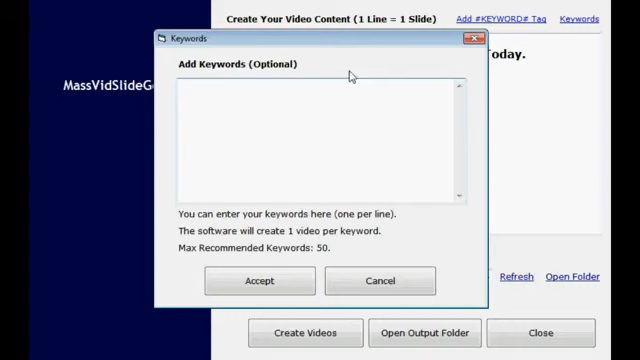 Create Your Video Content (1 Line = 1 Slide) Add #KEYWORD# Tag Keywords
Keywords
Today.
Add Keywords (Optional)
You can enter your keywords here (one per line).
The software will create 1 video per keyword.
Max Recommended Keywords: 50.
Refresh Open Folder
Accept Cancel
Create Videos Open Output Folder Close